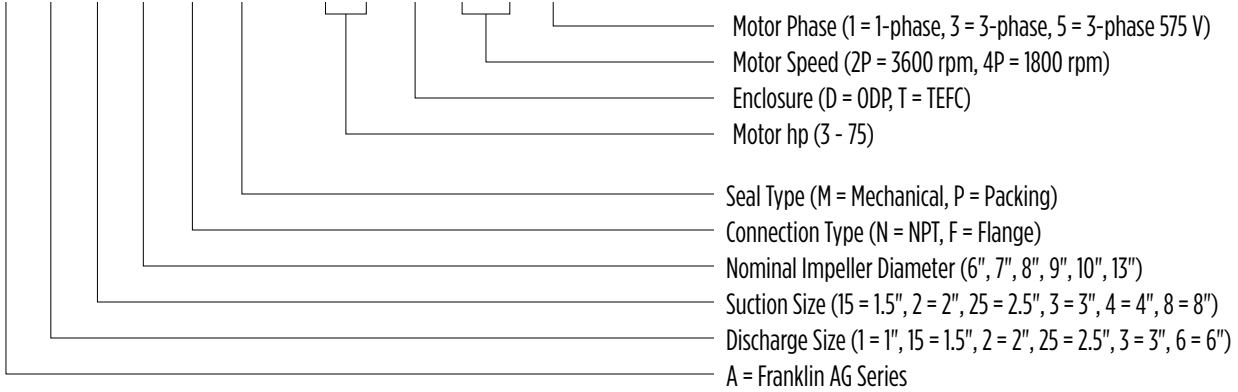 Motor Phase (1 = 1-phase, 3 = 3-phase, 5 = 3-phase 575 V)
Motor Speed (2P = 3600 rpm, 4P = 1800 rpm)
Enclosure (D = ODP, T = TEFC)
Motor hp (3 - 75)
Seal Type (M = Mechanical, P = Packing)
Connection Type (N = NPT, F = Flange)
Nominal Impeller Diameter (6", 7", 8", 9", 10", 13")
Suction Size (15 = 1.5", 2 = 2", 25 = 2.5", 3 = 3", 4 = 4", 8 = 8")
Discharge Size (1 = 1", 15 = 1.5", 2 = 2", 25 = 2.5", 3 = 3", 6 = 6")
A = Franklin AG Series